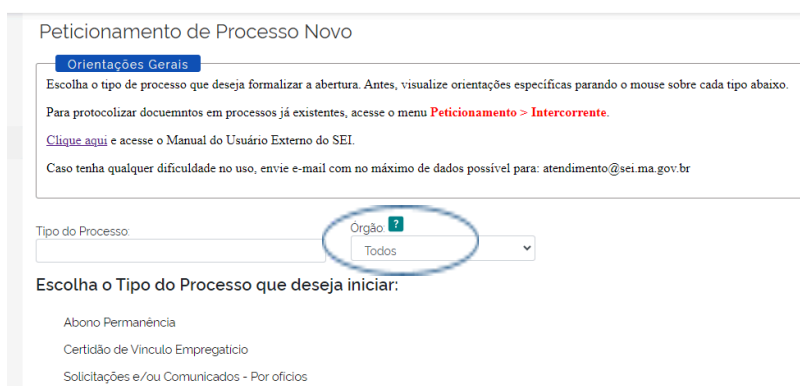 Peticionamento de Processo Novo
Orientações Gerais
Escolha o tipo de processo que deseja formalizar a abertura. Antes, visualize orientações específicas parando o mouse sobre cada tipo abaixo.
Para protocolizar docuemntos em processos já existentes, acesse o menu Peticionamento > Intercorrente.
Clique aqui e acesse o Manual do Usuário Externo do SEI.
Caso tenha qualquer dificuldade no uso, envie e-mail com no máximo de dados possível para: atendimento@sei.ma.gov.br
Tipo do Processo: Órgão: ?
Todos
Escolha o Tipo do Processo que deseja iniciar:
Abono Permanência
Certidão de Vinculo Empregatício
Solicitações e/ou Comunicados - Por ofícios